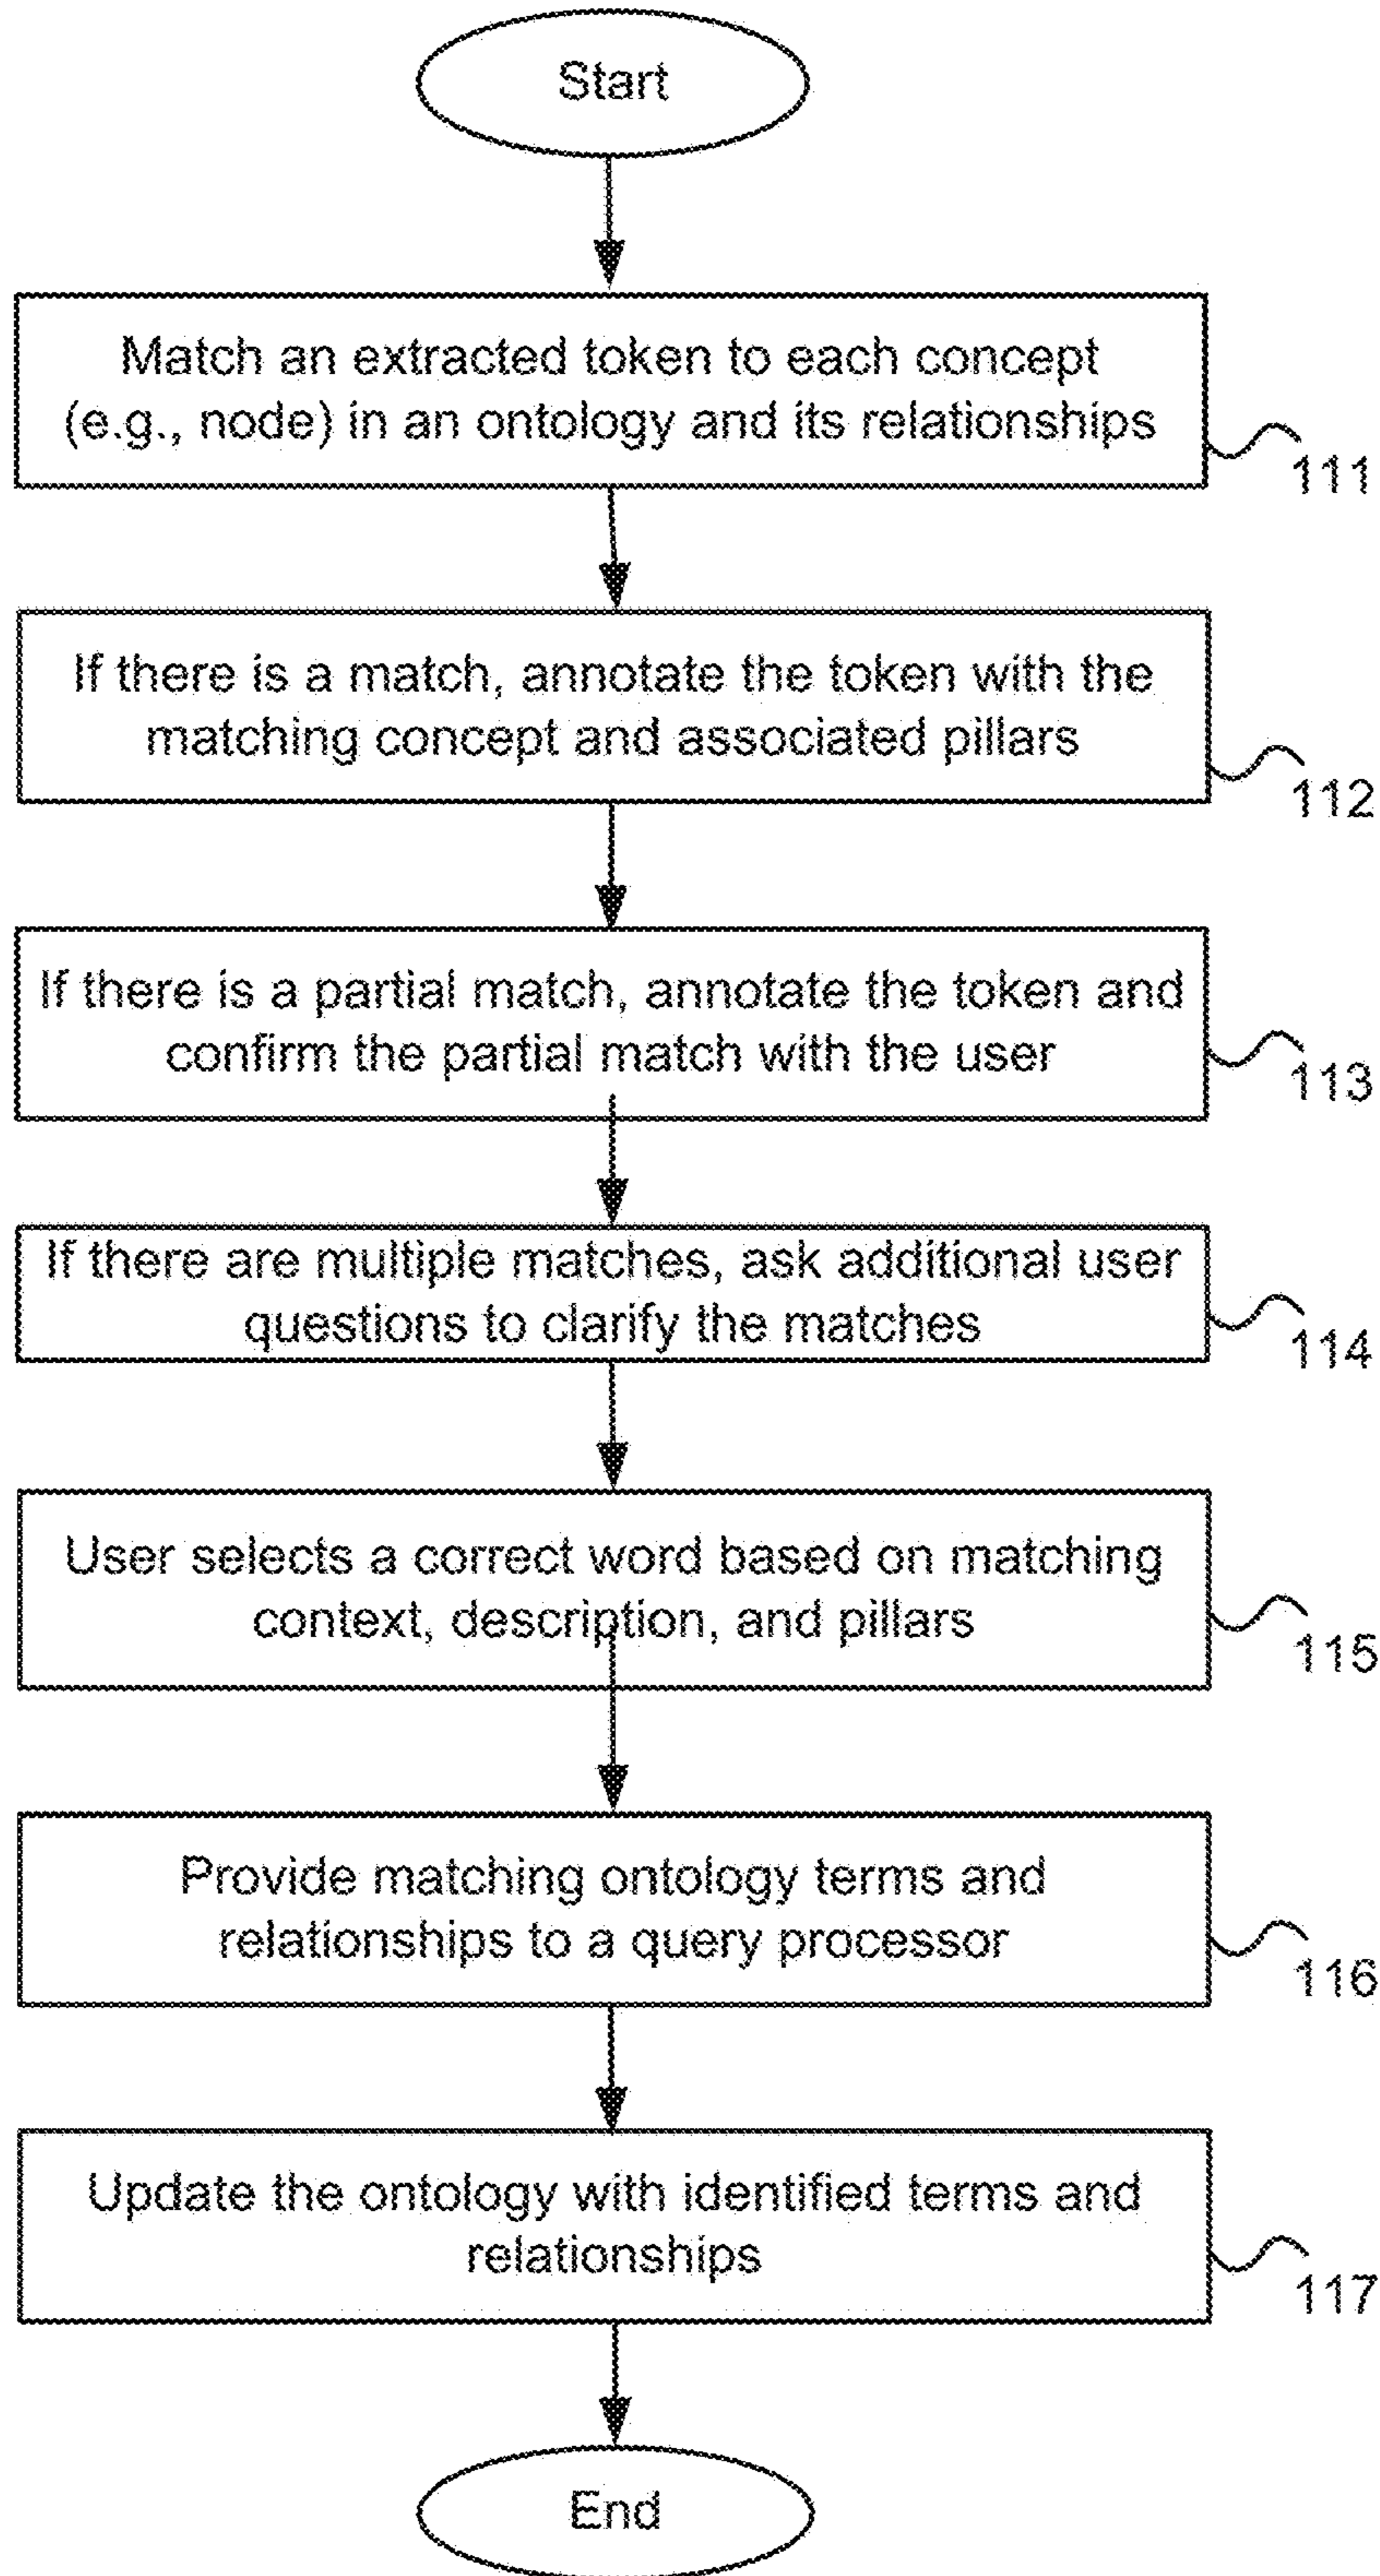 Start
Match an extracted token to each concept
(e.g., node) in an ontology and its relationships
111
If there is a match, annotate the token with the
matching concept and associated pillars
112
If there is a partial match, annotate the token and
confirm the partial match with the user
113
If there are multiple matches, ask additional user
questions to clarify the matches
114
User selects a correct word based on matching
context, description, and pillars
115
Provide matching ontology terms and
relationships to a query processor
116
Update the ontology with identified terms and
relationships
117
End